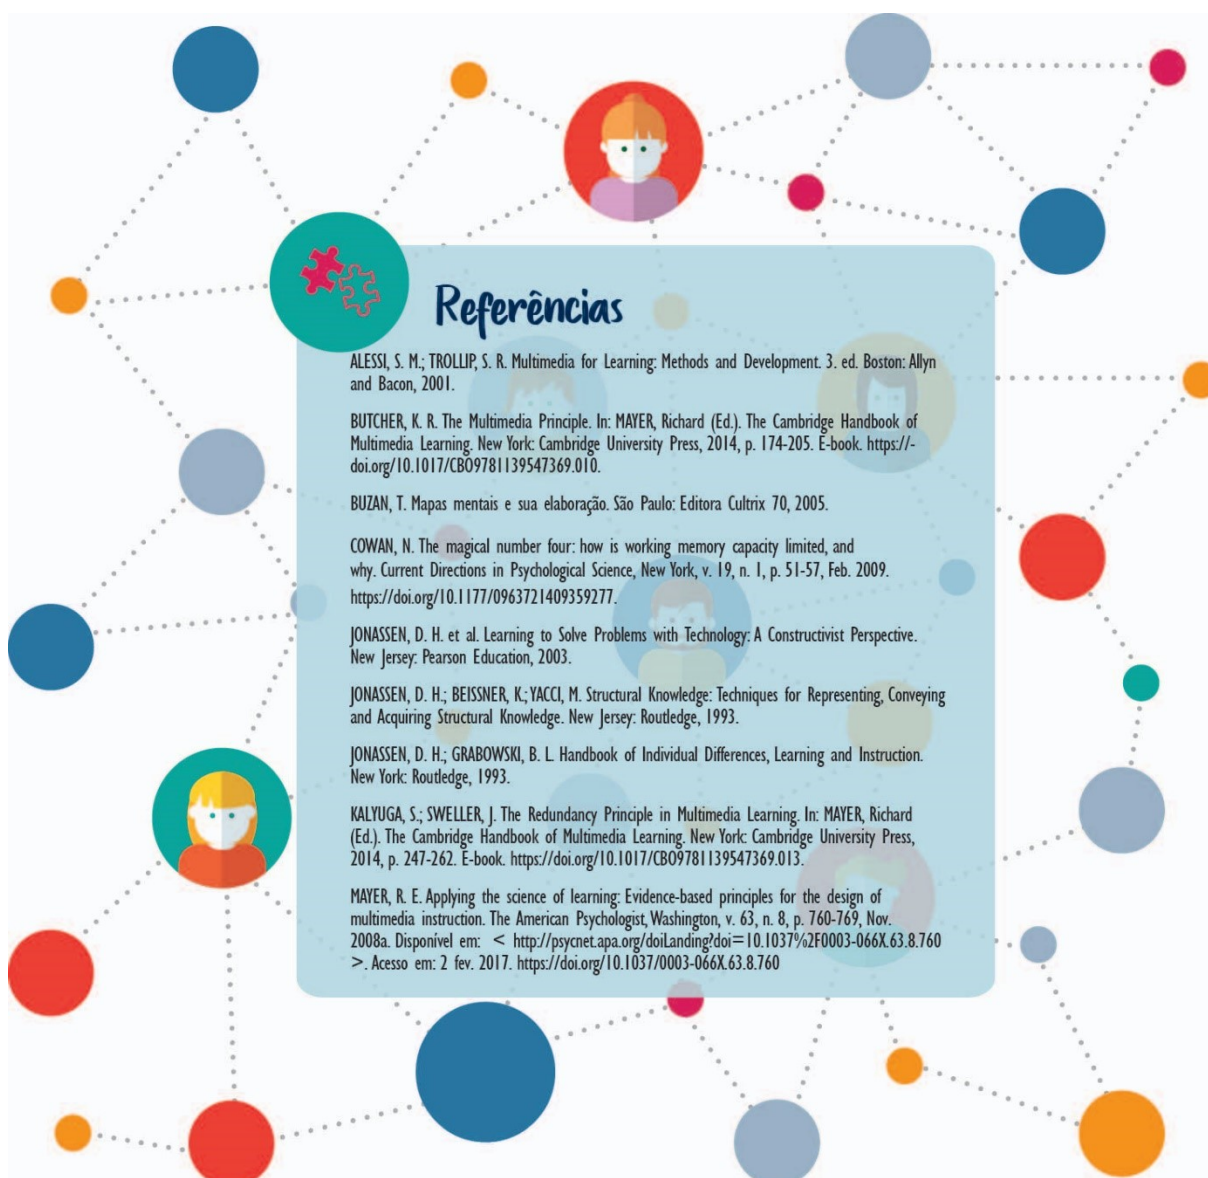 Referências
ALESSI, S. M.; TROLLIP, S. R. Multimedia for Learning: Methods and Development. 3. ed. Boston: Allyn
and Bacon, 2001.
BUTCHER, K. R. The Multimedia Principle. In: MAYER, Richard (Ed.). The Cambridge Handbook of
Multimedia Learning. New York: Cambridge University Press, 2014, p. 174-205. E-book. https://-
doi.org/10.1017/CBO9781139547369.010.
BUZAN, T. Mapas mentais e sua elaboração. São Paulo: Editora Cultrix 70, 2005.
COWAN, N. The magical number four: how is working memory capacity limited, and
why. Current Directions in Psychological Science, New York, v. 19, n. 1, p. 51-57, Feb. 2009.
https://doi.org/10.1177/0963721409359277.
JONASSEN, D. H. et al. Learning to Solve Problems with Technology: A Constructivist Perspective.
New Jersey: Pearson Education, 2003.
JONASSEN, D. H.; BEISSNER, K.; YACCI, M. Structural Knowledge: Techniques for Representing, Conveying
and Acquiring Structural Knowledge. New Jersey: Routledge, 1993.
JONASSEN, D. H.; GRABOWSKI, B. L. Handbook of Individual Differences, Learning and Instruction.
New York: Routledge, 1993.
KALYUGA, S.; SWELLER, J. The Redundancy Principle in Multimedia Learning. In: MAYER, Richard
(Ed.). The Cambridge Handbook of Multimedia Learning. New York: Cambridge University Press,
2014, p. 247-262. E-book. https://doi.org/10.1017/CBO9781139547369.013.
MAYER, R. E. Applying the science of learning: Evidence-based principles for the design of
multimedia instruction. The American Psychologist, Washington, v. 63, n. 8, p. 760-769, Nov.
2008a. Disponível em: < http://psycnet.apa.org/doiLanding?doi=10.1037%2F0003-066X.63.8.760
>. Acesso em: 2 fev. 2017. https://doi.org/10.1037/0003-066X.63.8.760